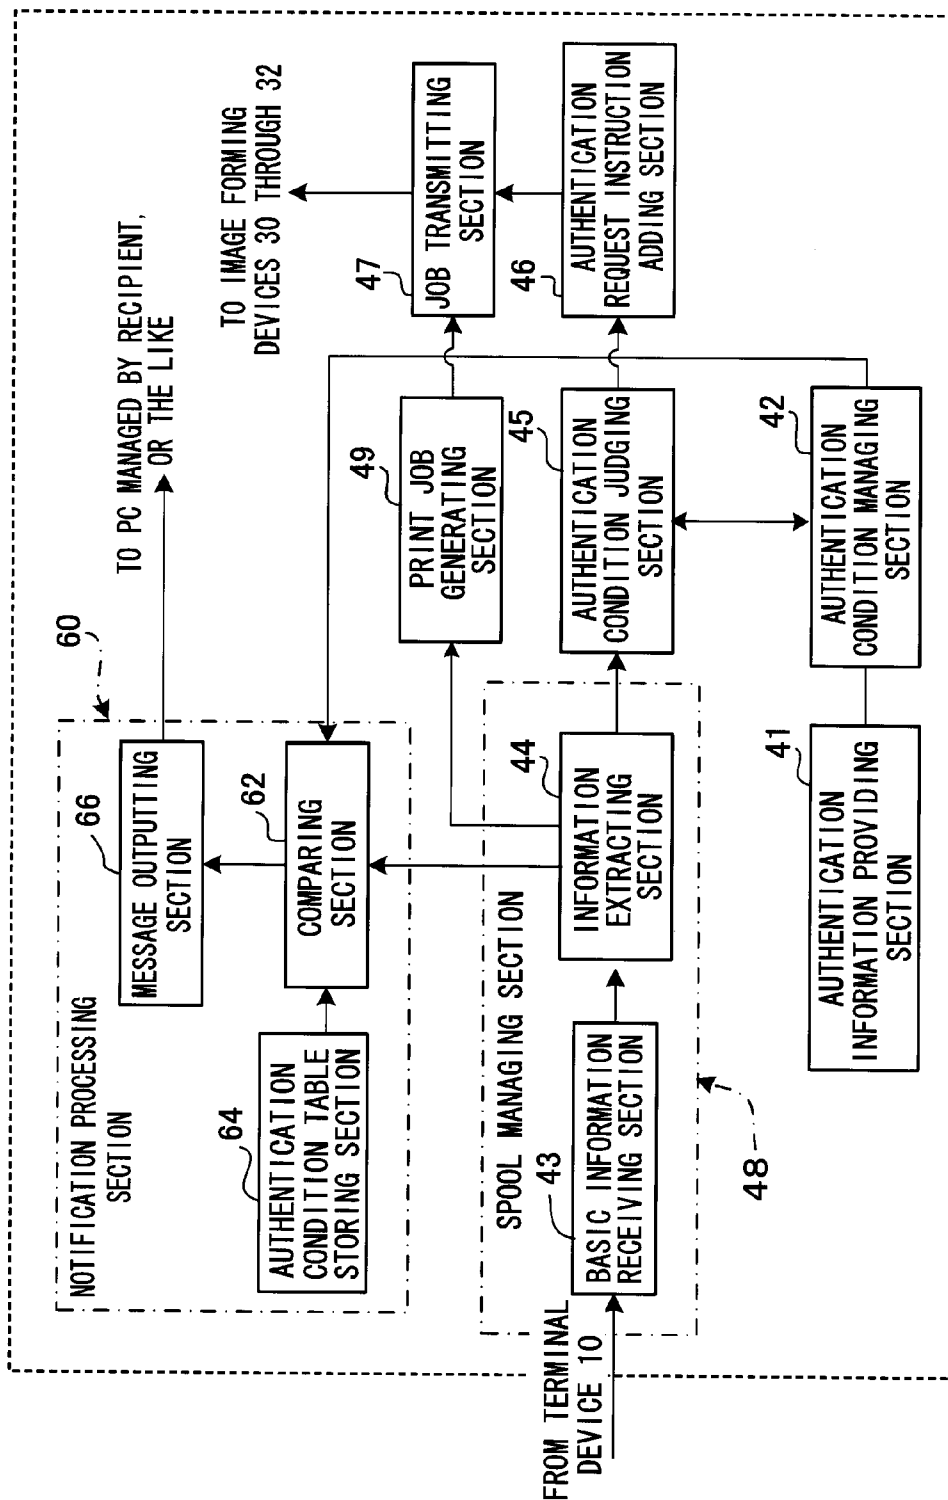 NOTIFICATION PROCESSING
SECTION
60
66
MESSAGE OUTPUTTING
SECTION
TO PC MANAGED BY RECIPIENT,
OR THE LIKE
TO IMAGE FORMING
DEVICES 30 THROUGH 32
64
AUTHENTICATION
CONDITION TABLE
STORING SECTION
62
COMPARING
SECTION
49
PRINT JOB
GENERATING
SECTION
47
JOB TRANSMITTING
SECTION
SPOOL MANAGING SECTION
FROM TERMINAL
DEVICE 10
43
BASIC INFORMATION
RECEIVING SECTION
44
INFORMATION
EXTRACTING
SECTION
45
AUTHENTICATION
CONDITION JUDGING
SECTION
46
AUTHENTICATION
REQUEST INSTRUCTION
ADDING SECTION
48
41
AUTHENTICATION
INFORMATION PROVIDING
SECTION
42
AUTHENTICATION
CONDITION MANAGING
SECTION